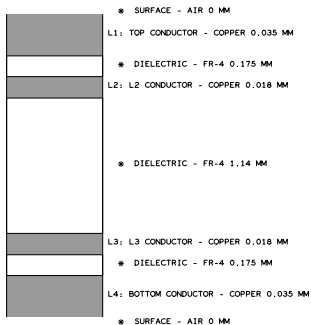 * SURFACE - AIR 0 MM
L1: TOP CONDUCTOR - COPPER 0.035 MM
* DIELECTRIC - FR-4 0.175 MM
L2: L2 CONDUCTOR - COPPER 0.018 MM
* DIELECTRIC - FR-4 1.14 MM
L3: L3 CONDUCTOR - COPPER 0.018 MM
* DIELECTRIC - FR-4 0.175 MM
L4: BOTTOM CONDUCTOR - COPPER 0.035 MM
* SURFACE - AIR 0 MM